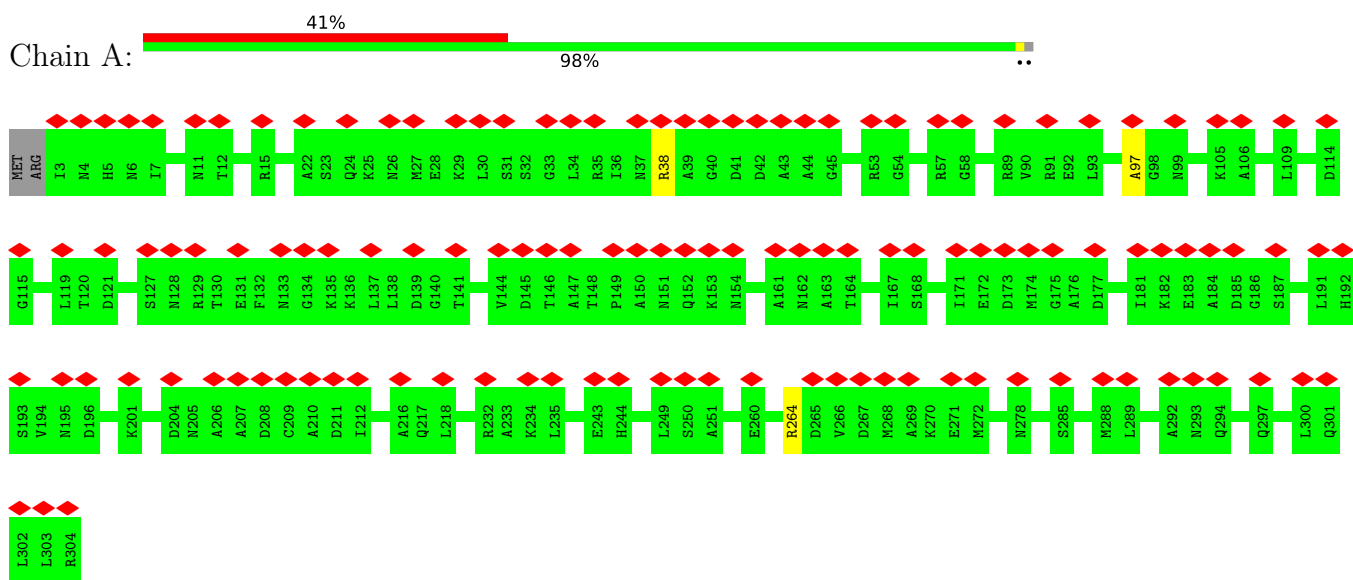 41%
Chain A:
98%
••
MET ARG I3 N4 H5 N6 I7 N11 T12 R15 A22 S23 Q24 K25 N26 M27 E28 K29 L30 S31 S32 G33 L34 R35 I36 N37 R38 A39 G40 D41 D42 A43 A44 G45 R53 G54 R57 G58 R89 V90 R91 E92 L93 A97 G98 N99 K105 A106 L109 D114
G115 L119 T120 D121 S127 N128 R129 T130 E131 F132 N133 G134 K135 K136 L137 L138 D139 G140 T141 V144 D145 T146 A147 T148 P149 A150 N151 Q152 K153 N154 A161 N162 A163 T164 I167 S168 I171 E172 D173 M174 G175 A176 D177 I181 K182 E183 A184 D185 G186 S187 L191 H192
S193 V194 N195 D196 K201 D204 N205 A206 A207 D208 C209 A210 D211 I212 A216 Q217 L218 R232 A233 K234 L235 E243 H244 L249 S250 A251 E260 R264 D265 V266 D267 M268 A269 K270 E271 M272 N278 S285 M288 L289 A292 N293 Q294 Q297 L300 Q301
L302 L303 R304